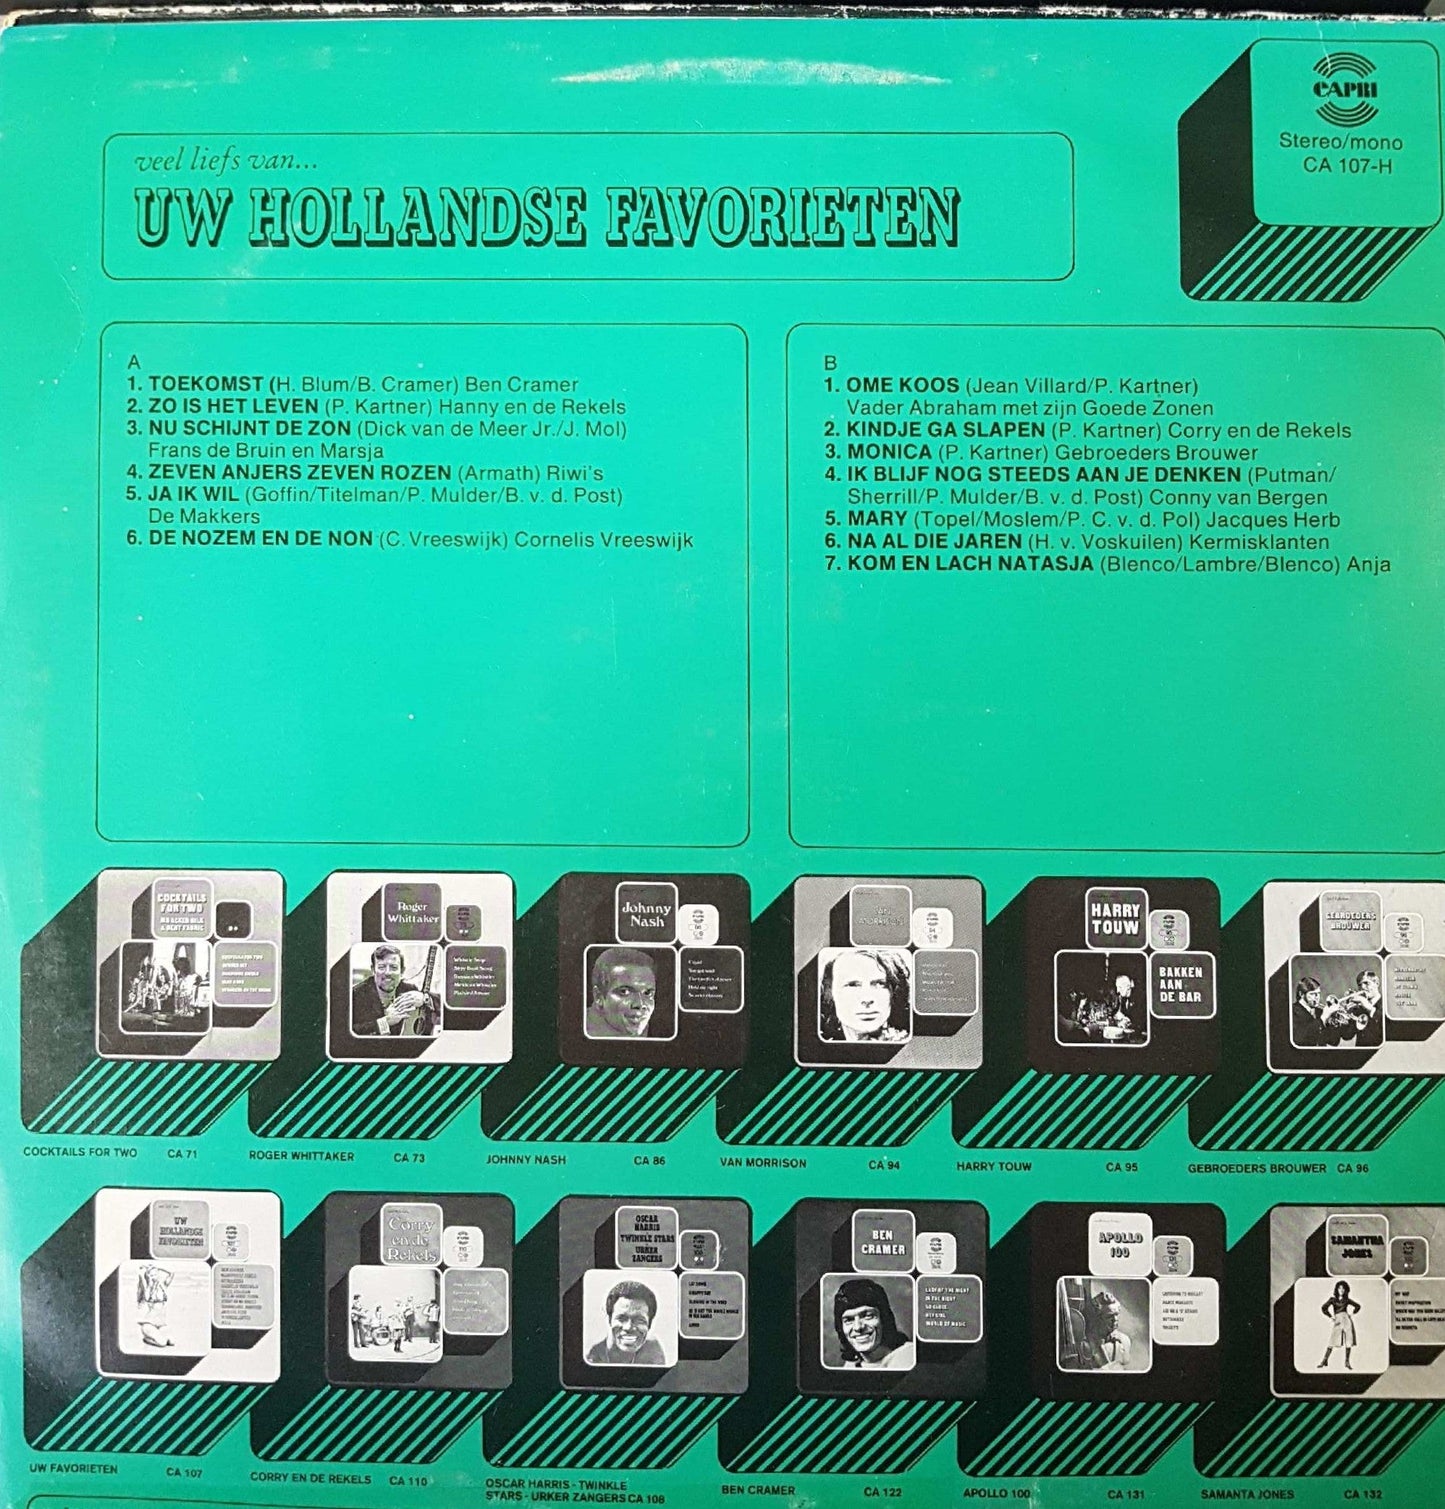 CAPRI
Stereo/mono
CA 107-H
veel liefs van...
UW HOLLANDSE FAVORIETEN
A
1. TOEKOMST (H. Blum/B. Cramer) Ben Cramer
2. ZO IS HET LEVEN (P. Kartner) Hanny en de Rekels
3. NU SCHIJNT DE ZON (Dick van de Meer Jr./J. Mol)
Frans de Bruin en Marsja
4. ZEVEN ANJERS ZEVEN ROZEN (Armath) Riwi's
5. JA IK WIL (Goffin/Titelman/P. Mulder/B. v. d. Post)
De Makkers
6. DE NOZEM EN DE NON (C. Vreeswijk) Cornelis Vreeswijk
B
1. OME KOOS (Jean Villard/P. Kartner)
Vader Abraham met zijn Goede Zonen
2. KINDJE GA SLAPEN (P. Kartner) Corry en de Rekels
3. MONICA (P. Kartner) Gebroeders Brouwer
4. IK BLIJF NOG STEEDS AAN JE DENKEN (Putman/
Sherrill/P. Mulder/B. v. d. Post) Conny van Bergen
5. MARY (Topel/Moslem/P. C. v. d. Pol) Jacques Herb
6. NA AL DIE JAREN (H. v. Voskuilen) Kermisklanten
7. KOM EN LACH NATASJA (Blenco/Lambre/Blenco) Anja
COCKTAILS
FOR TWO
Roger
Whittaker
Johnny
Nash
HARRY
TOUW
BAKKEN
AAN
DE BAR
GEBROEDERS
BROUWER
COCKTAILS FOR TWO CA 71
ROGER WHITTAKER CA 73
JOHNNY NASH CA 86
VAN MORRISON CA 94
HARRY TOUW CA 95
GEBROEDERS BROUWER CA 96
UW
HOLLANDSE
FAVORIETEN
Corry
en de
Rekels
OSCAR
HARRIS
TWINKLE STARS
URKER
ZANGERS
BEN
CRAMER
APOLLO
100
SAMANTHA
JONES
UW FAVORIETEN CA 107
CORRY EN DE REKELS CA 110
OSCAR HARRIS - TWINKLE
STARS - URKER ZANGERS CA 108
BEN CRAMER CA 122
APOLLO 100 CA 131
SAMANTA JONES CA 132